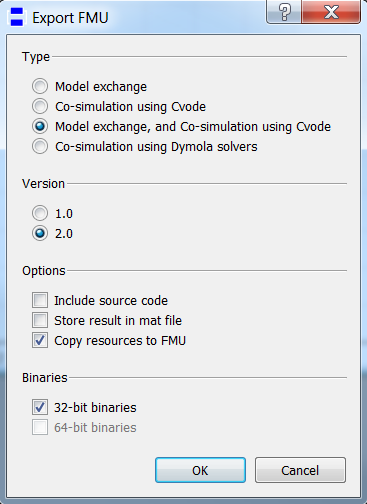 Export FMU
?
X
Type
Model exchange
Co-simulation using Cvode
Model exchange, and Co-simulation using Cvode
Co-simulation using Dymola solvers
Version
1.0
2.0
Options
Include source code
Store result in mat file
Copy resources to FMU
Binaries
32-bit binaries
64-bit binaries
OK Cancel